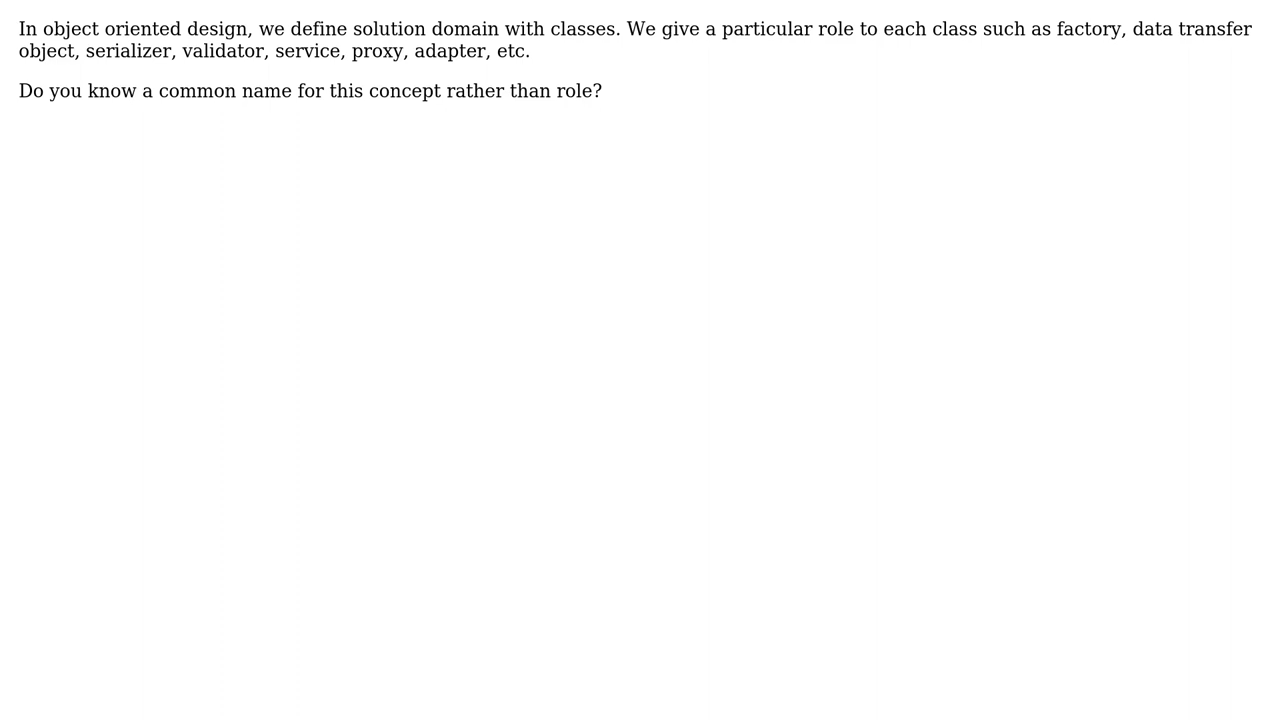 In object oriented design, we define solution domain with classes. We give a particular role to each class such as factory, data transfer
object, serializer, validator, service, proxy, adapter, etc.
Do you know a common name for this concept rather than role?